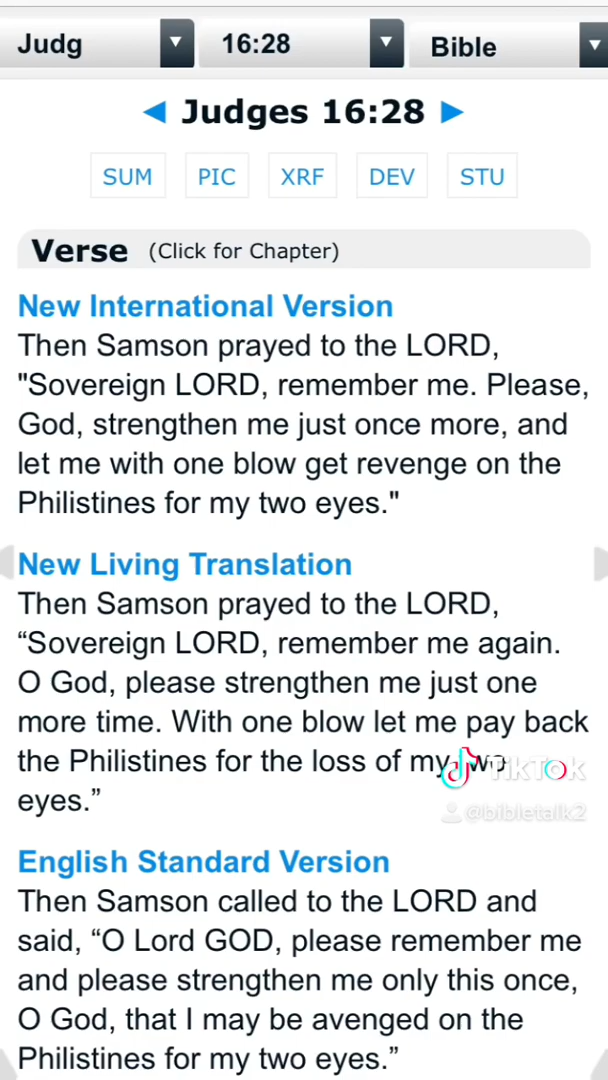 Judg 16:28 Bible
Judges 16:28
SUM PIC XRF DEV STU
Verse (Click for Chapter)
New International Version
Then Samson prayed to the LORD,
"Sovereign LORD, remember me. Please,
God, strengthen me just once more, and
let me with one blow get revenge on the
Philistines for my two eyes."
New Living Translation
Then Samson prayed to the LORD,
“Sovereign LORD, remember me again.
O God, please strengthen me just one
more time. With one blow let me pay back
the Philistines for the loss of my two
eyes.”
TikTok
@bibletalk2
English Standard Version
Then Samson called to the LORD and
said, “O Lord GOD, please remember me
and please strengthen me only this once,
O God, that I may be avenged on the
Philistines for my two eyes.”